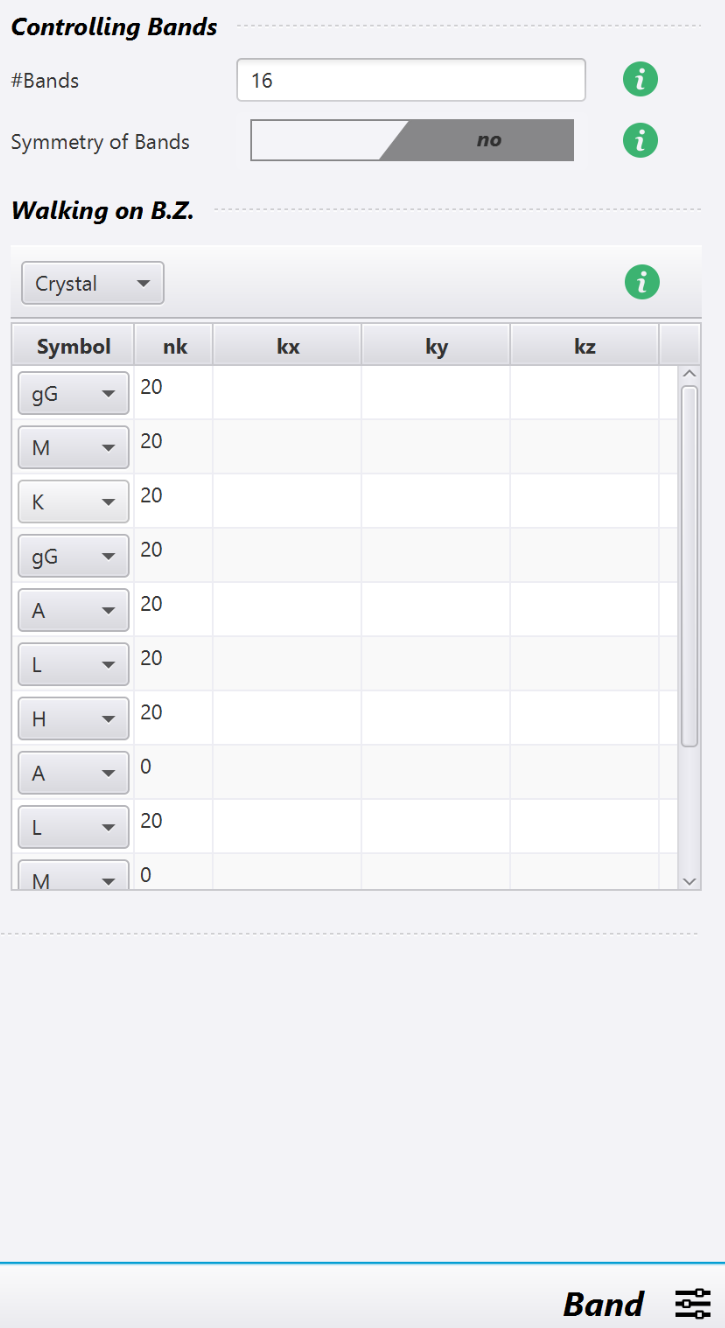 Controlling Bands
#Bands 16
Symmetry of Bands no
Walking on B.Z.
Crystal
Symbol nk kx ky kz
gG 20
M 20
K 20
gG 20
A 20
L 20
H 20
A 0
L 20
M 0
Band